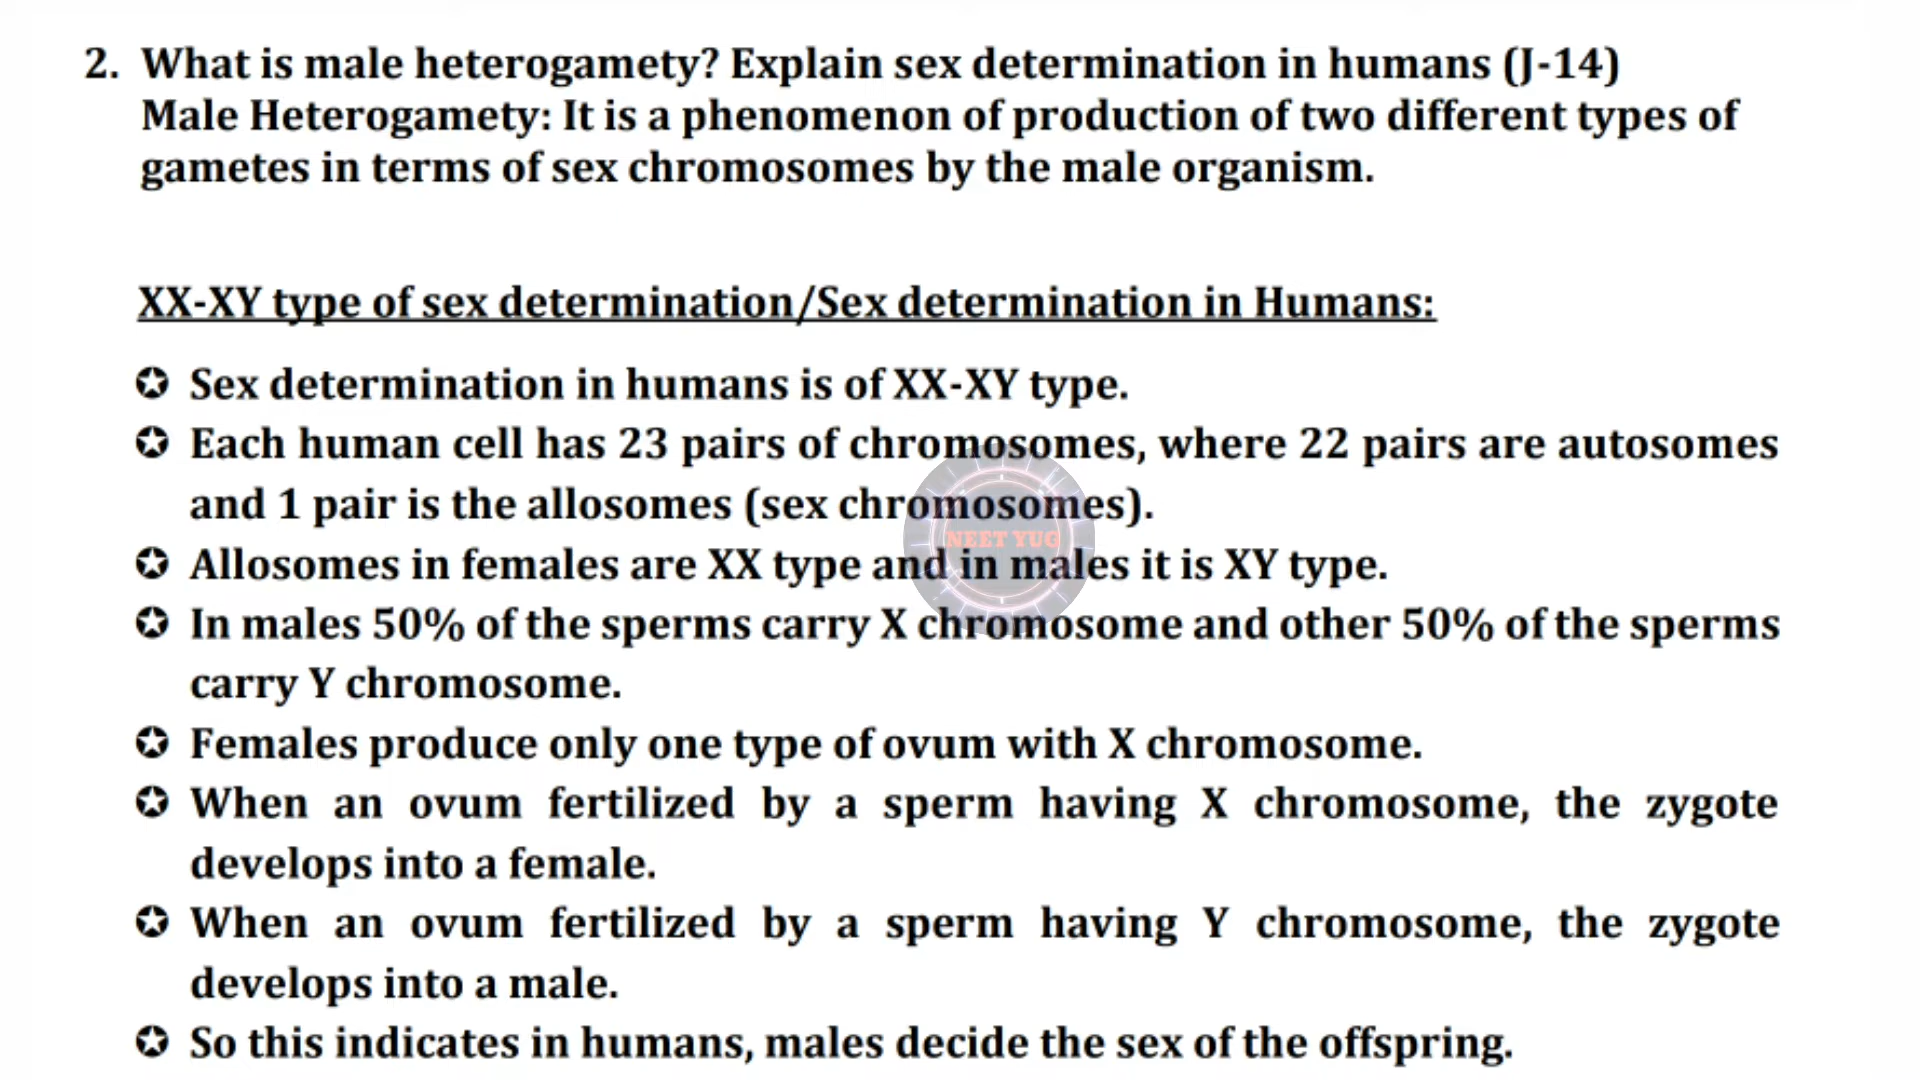 2. What is male heterogamety? Explain sex determination in humans (J-14)
Male Heterogamety: It is a phenomenon of production of two different types of
gametes in terms of sex chromosomes by the male organism.
XX-XY type of sex determination/Sex determination in Humans:
✪ Sex determination in humans is of XX-XY type.
✪ Each human cell has 23 pairs of chromosomes, where 22 pairs are autosomes
and 1 pair is the allosomes (sex chromosomes).
NEET YUG
✪ Allosomes in females are XX type and in males it is XY type.
✪ In males 50% of the sperms carry X chromosome and other 50% of the sperms
carry Y chromosome.
✪ Females produce only one type of ovum with X chromosome.
✪ When an ovum fertilized by a sperm having X chromosome, the zygote
develops into a female.
✪ When an ovum fertilized by a sperm having Y chromosome, the zygote
develops into a male.
✪ So this indicates in humans, males decide the sex of the offspring.